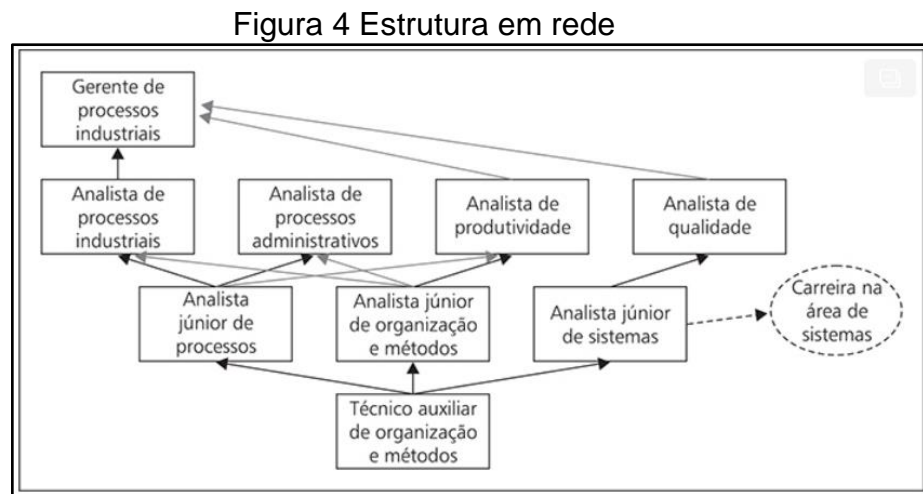 Figura 4 Estrutura em rede
Gerente de
processos
industriais
Analista de
processos
industriais
Analista de
processos
administrativos
Analista de
produtividade
Analista de
qualidade
Analista
júnior de
processos
Analista júnior
de organização
e métodos
Analista júnior
de sistemas
Carreira na
área de
sistemas
Técnico auxiliar
de organização
e métodos